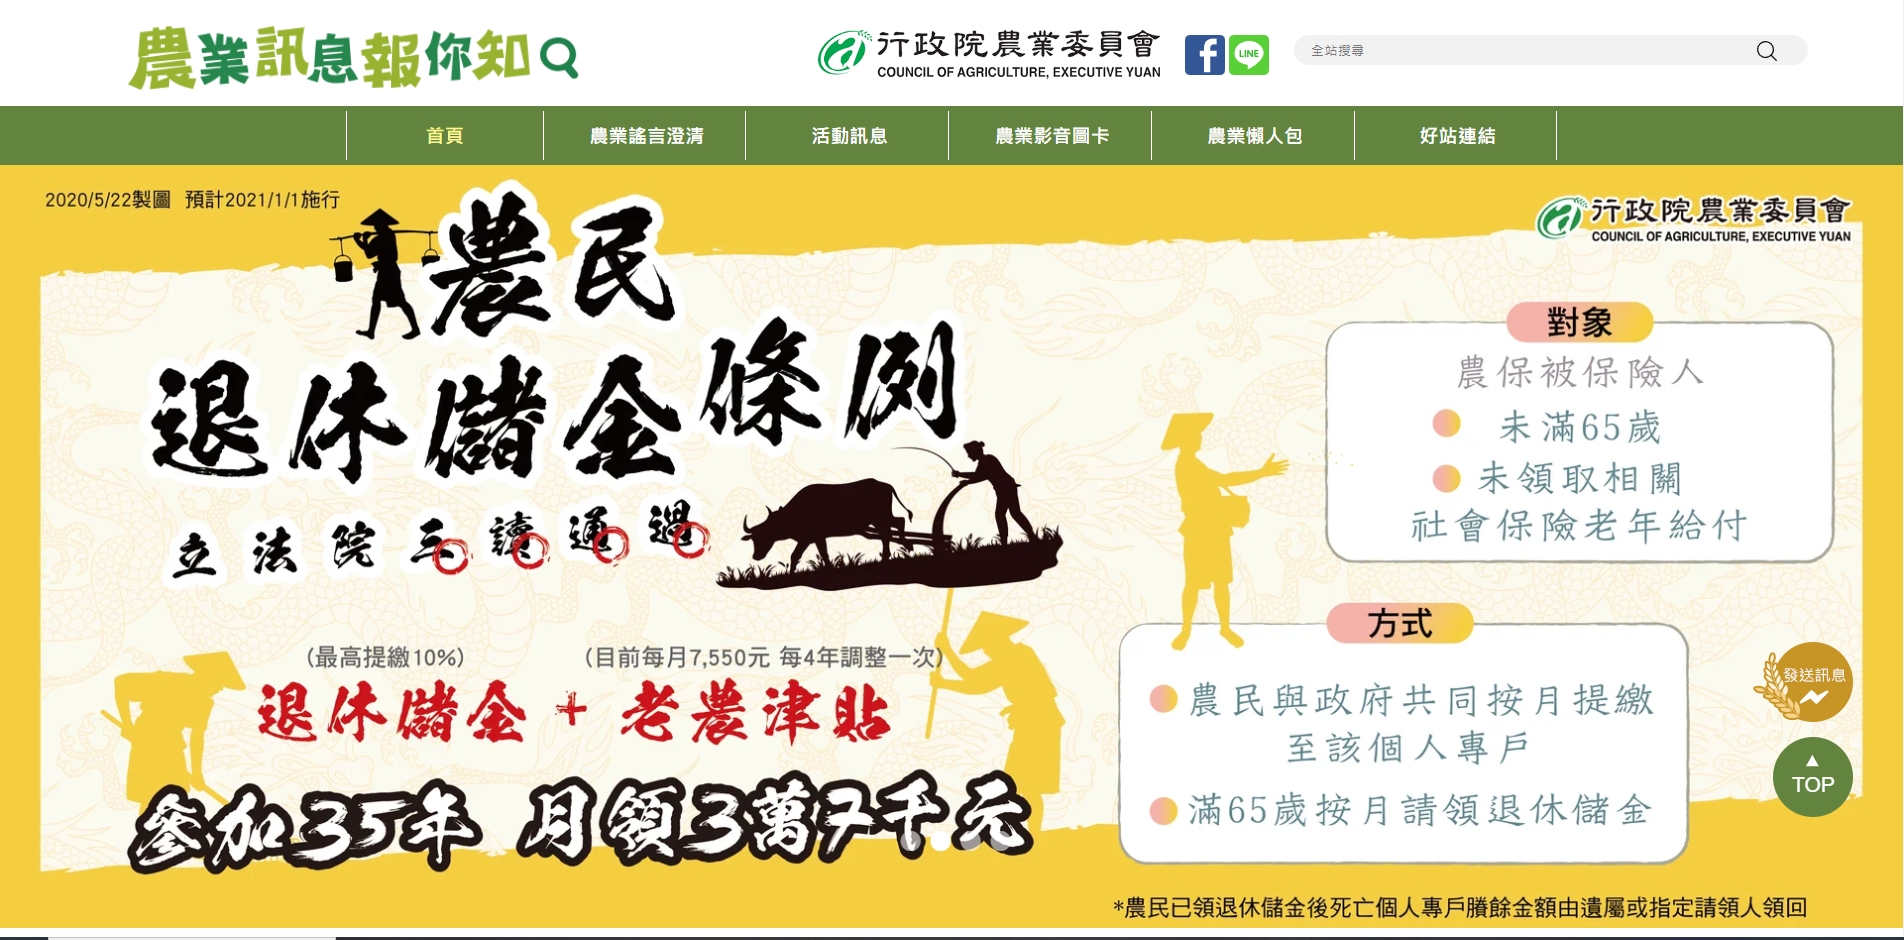 農業訊息報你知
行政院農業委員會
COUNCIL OF AGRICULTURE, EXECUTIVE YUAN
LINE
全站搜尋
首頁
農業謠言澄清
活動訊息
農業影音圖卡
農業懶人包
好站連結
2020/5/22製圖 預計2021/1/1施行
行政院農業委員會
COUNCIL OF AGRICULTURE, EXECUTIVE YUAN
農民
退休儲金條例
立法院三讀通過
(最高提繳10%)
(目前每月7,550元 每4年調整一次)
退休儲金 + 老農津貼
參加35年 月領3萬7千元
對象
農保被保險人
未滿65歲
未領取相關
社會保險老年給付
方式
農民與政府共同按月提繳
至該個人專戶
滿65歲按月請領退休儲金
發送訊息
TOP
*農民已領退休儲金後死亡個人專戶賸餘金額由遺屬或指定請領人領回